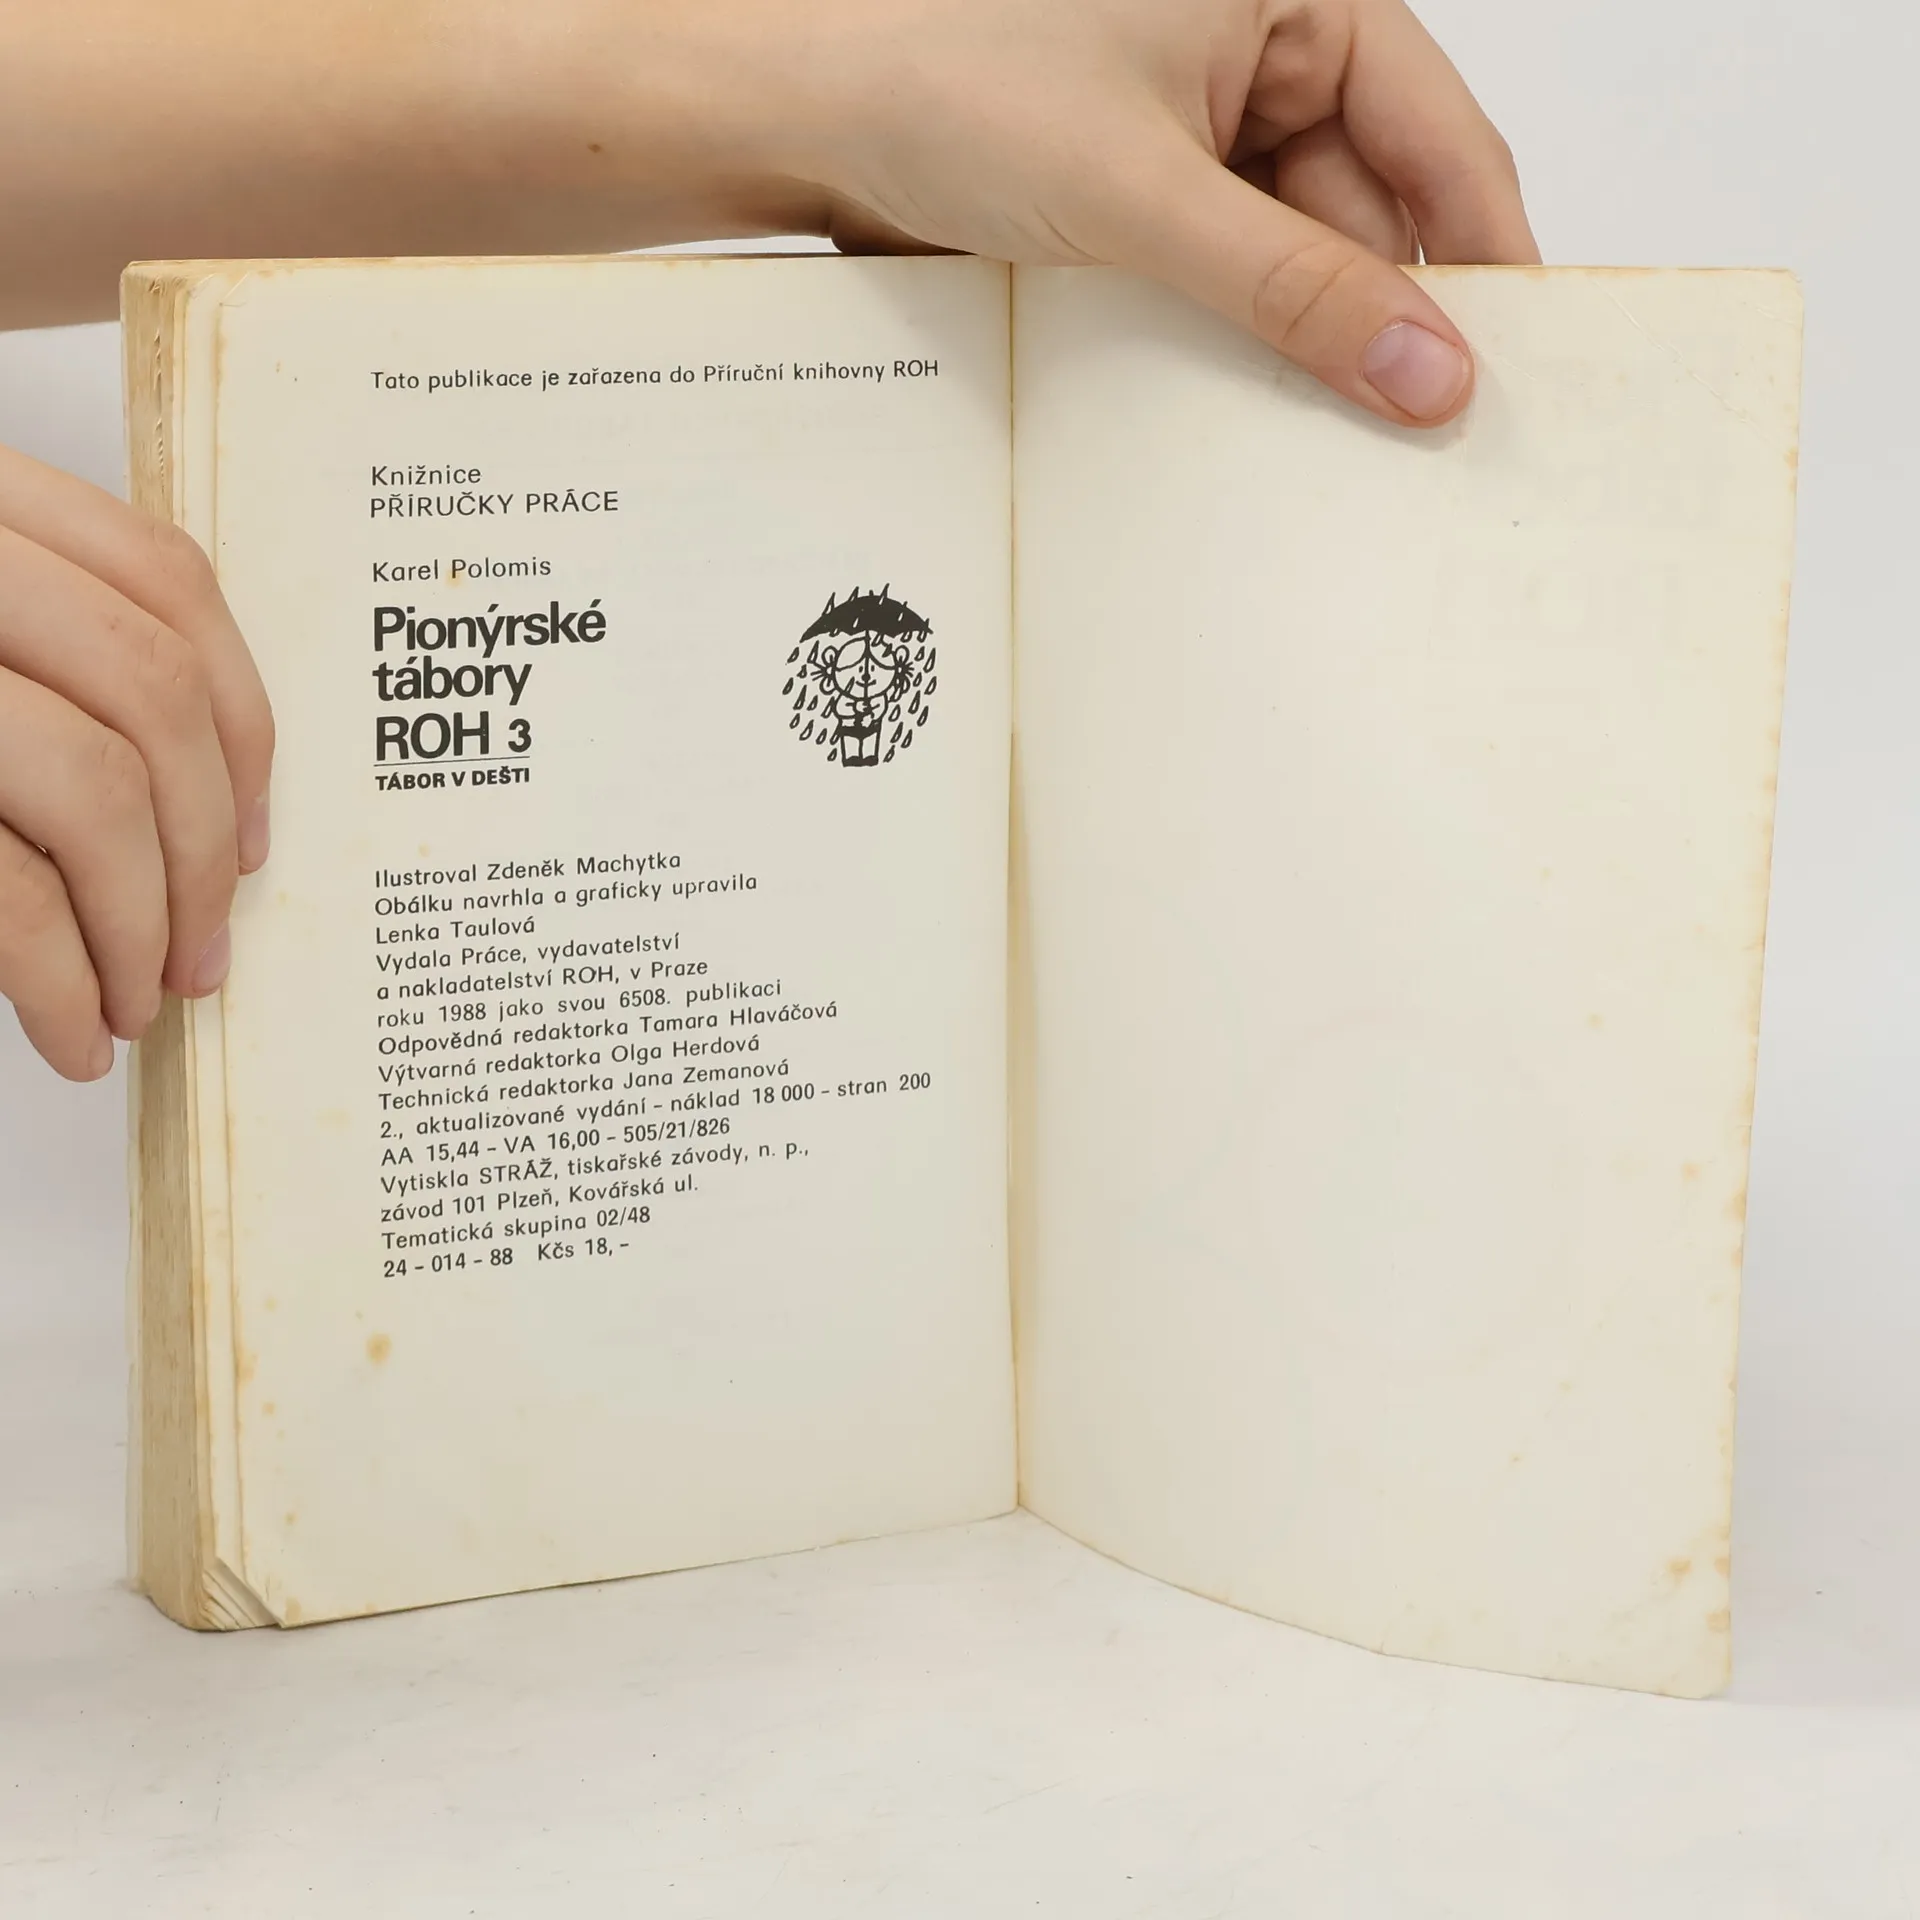 Tato publikace je zařazena do Příruční knihovny ROH
Knižnice
PŘÍRUČKY PRÁCE
Karel Polomis
Pionýrské
tábory
ROH 3
TÁBOR V DEŠTI
Ilustroval Zdeněk Machytka
Obálku navrhla a graficky upravila
Lenka Taulová
Vydala Práce, vydavatelství
a nakladatelství ROH, v Praze
roku 1988 jako svou 6508. publikaci
Odpovědná redaktorka Tamara Hlaváčová
Výtvarná redaktorka Olga Herdová
Technická redaktorka Jana Zemanová
2., aktualizované vydání – náklad 18 000 – stran 200
AA 15,44 – VA 16,00 – 505/21/826
Vytiskla STRÁŽ, tiskařské závody, n. p.,
závod 101 Plzeň, Kovářská ul.
Tematická skupina 02/48
24 – 014 – 88 Kčs 18, –